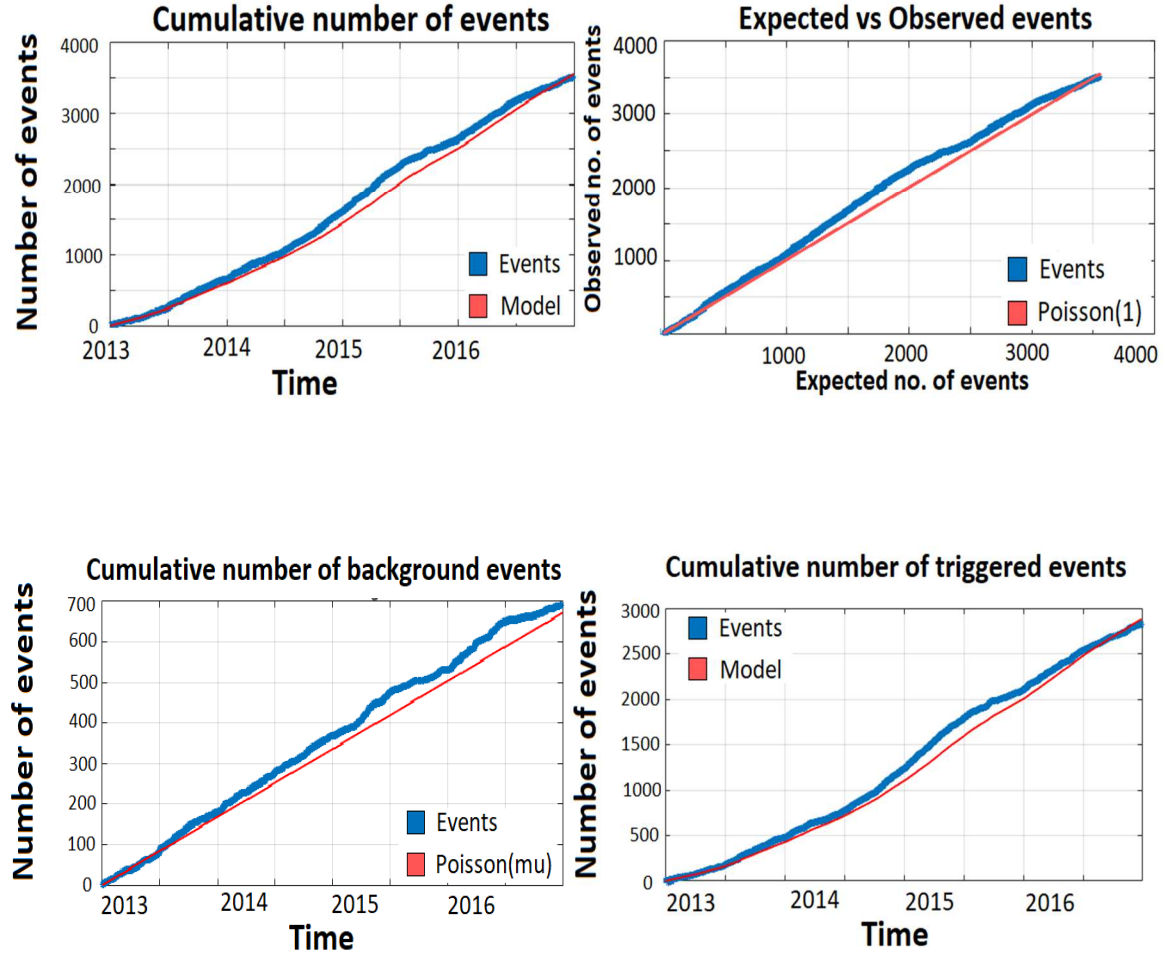 Cumulative number of events
Number of events
4000
3000
2000
1000
0
Events
Model
2013 2014 2015 2016
Time
Expected vs Observed events
Observed no. of events
4000
3000
2000
1000
Events
Poisson(1)
1000 2000 3000 4000
Expected no. of events
Cumulative number of background events
Number of events
700
600
500
400
300
200
100
0
Events
Poisson(mu)
2013 2014 2015 2016
Time
Cumulative number of triggered events
Number of events
3000
2500
2000
1500
1000
500
0
Events
Model
2013 2014 2015 2016
Time